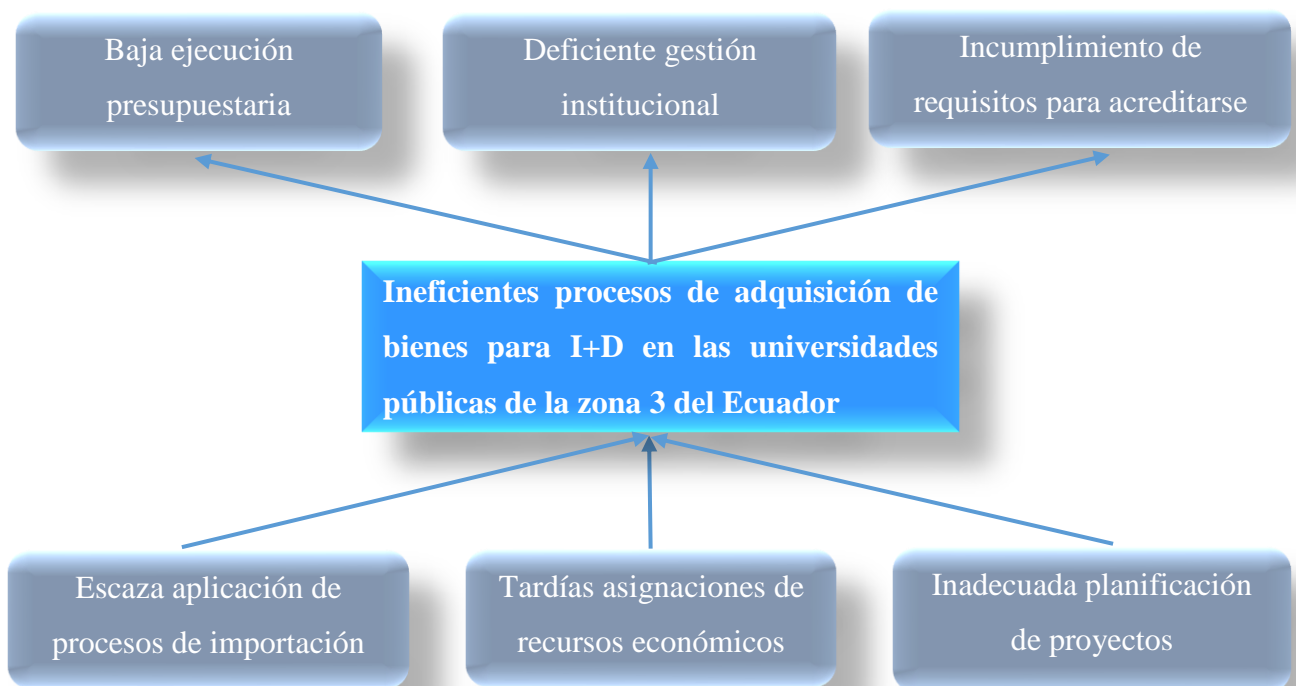 Baja ejecución
presupuestaria
Deficiente gestión
institucional
Incumplimiento de
requisitos para acreditarse
Ineficientes procesos de adquisición de
bienes para I+D en las universidades
públicas de la zona 3 del Ecuador
Escaza aplicación de
procesos de importación
Tardías asignaciones de
recursos económicos
Inadecuada planificación
de proyectos